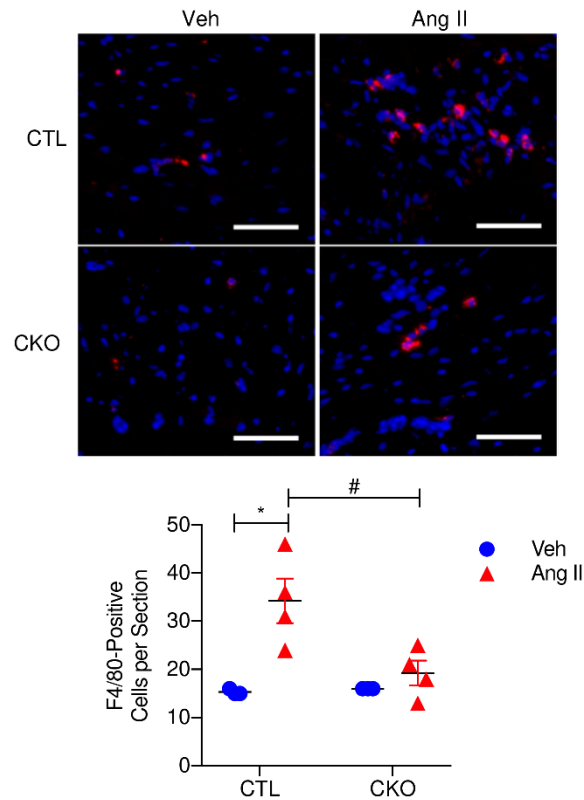 Veh Ang II
CTL
CKO
#
*
50
40
30
20
10
0
F4/80-Positive
Cells per Section
CTL CKO
Veh
Ang II